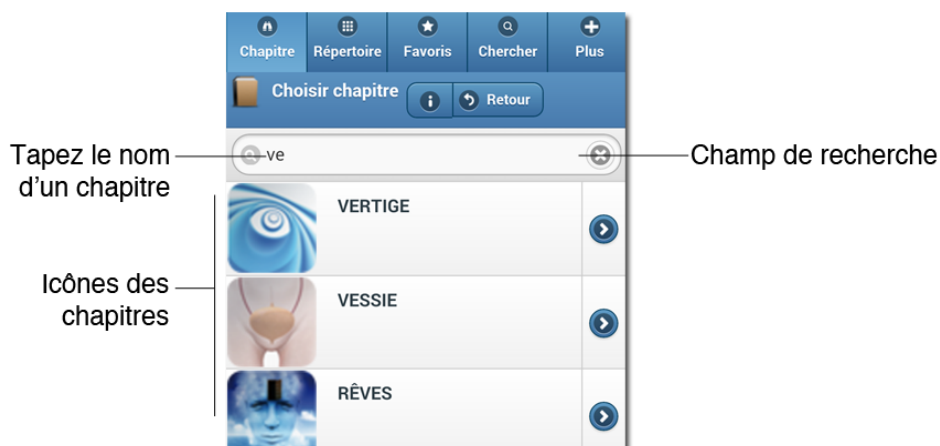 Chapitre Répertoire Favoris Chercher Plus
Choisir chapitre Retour
Tapez le nom
d'un chapitre
ve
Champ de recherche
VERTIGE
Icônes des
chapitres
VESSIE
RÊVES